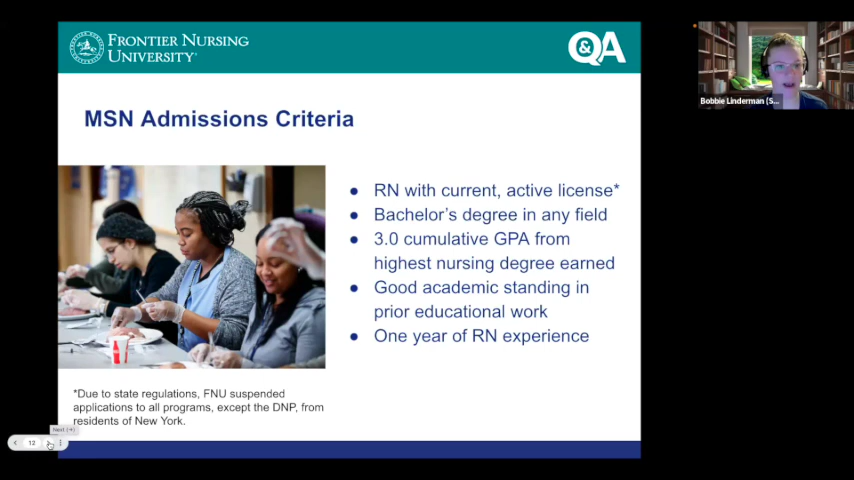 FRONTIER NURSING
UNIVERSITY
Q&A
Bobbie Linderman (S...
MSN Admissions Criteria
● RN with current, active license*
● Bachelor's degree in any field
● 3.0 cumulative GPA from
highest nursing degree earned
● Good academic standing in
prior educational work
● One year of RN experience
*Due to state regulations, FNU suspended
applications to all programs, except the DNP, from
residents of New York.
Next (→)
12